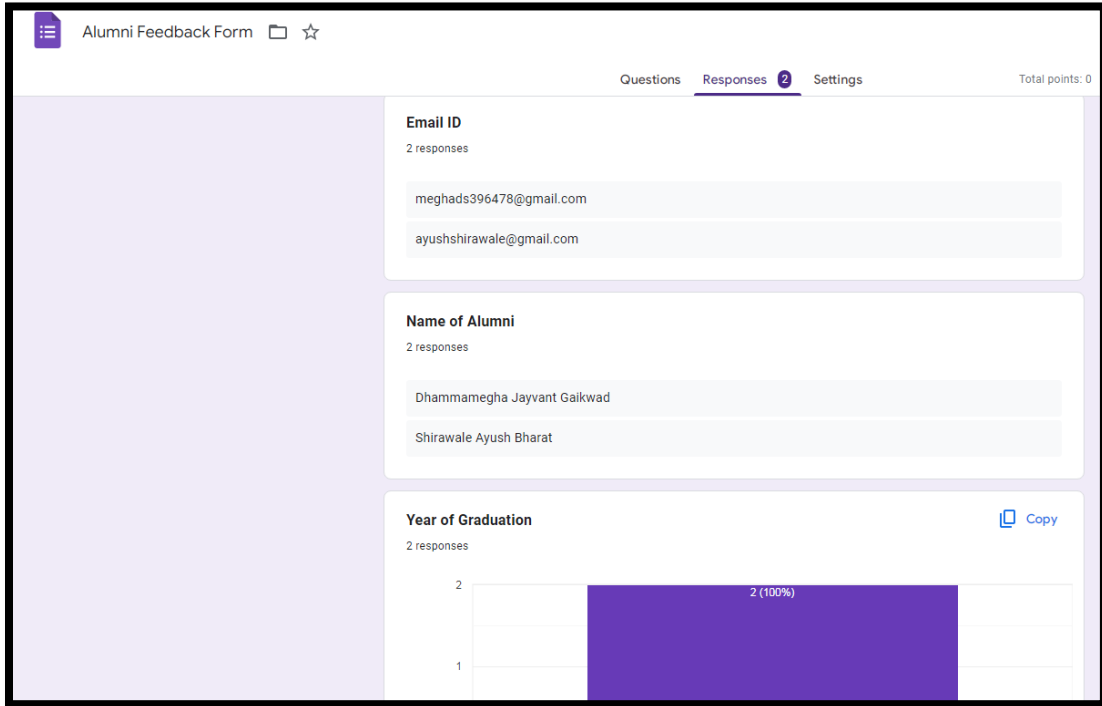 Alumni Feedback Form
Questions Responses 2 Settings Total points: 0
Email ID
2 responses
meghads396478@gmail.com
ayushshirawale@gmail.com
Name of Alumni
2 responses
Dhammamegha Jayvant Gaikwad
Shirawale Ayush Bharat
Year of Graduation Copy
2 responses
2
2 (100%)
1